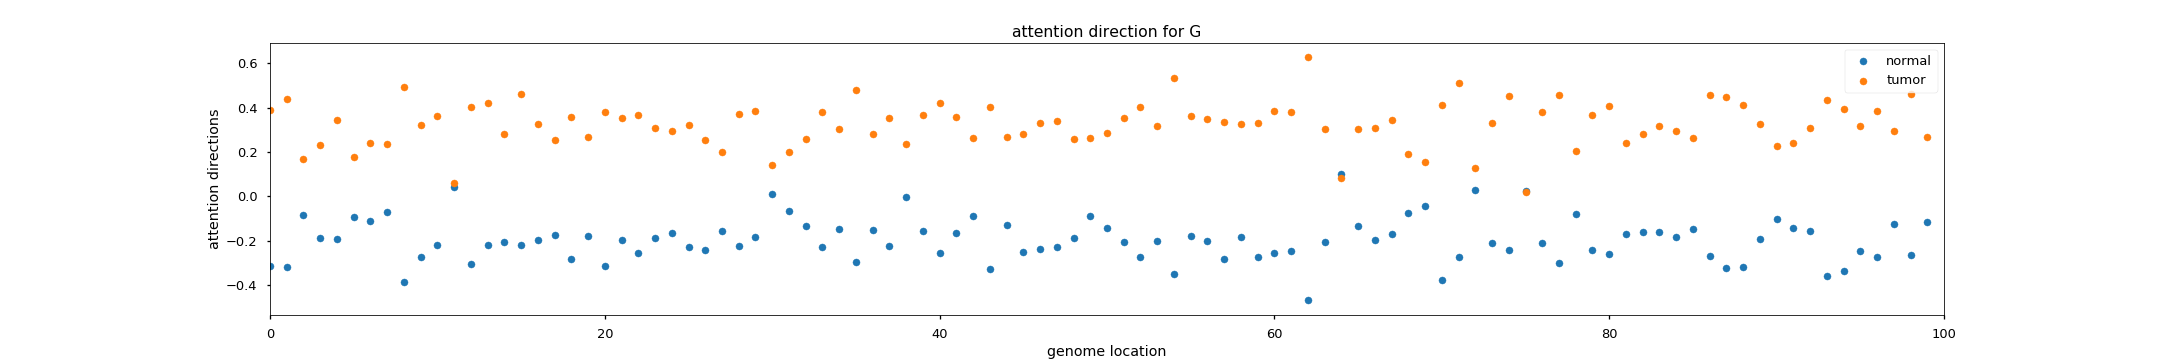 attention direction for G
attention directions
0.6
0.4
0.2
0.0
−0.2
−0.4
normal
tumor
0 20 40 60 80 100
genome location